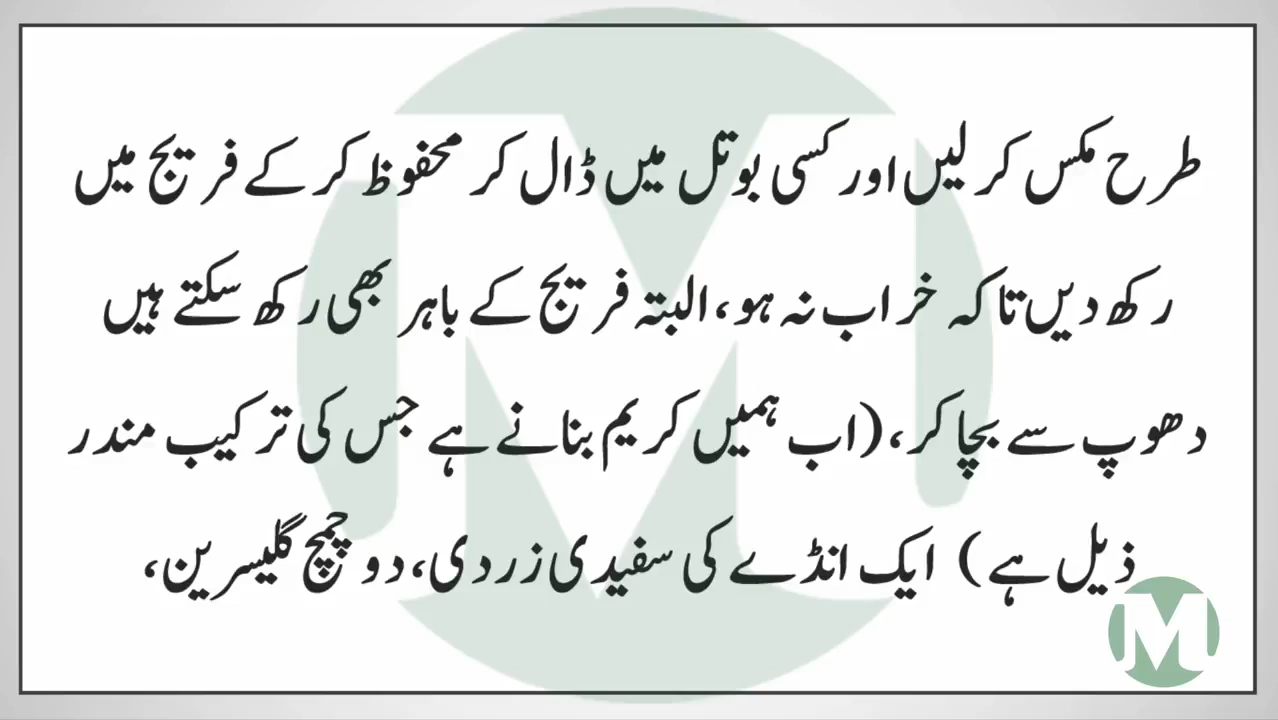 طرح مکس کر لیں اور کسی بوتل میں ڈال کر محفوظ کر کے فریج میں
رکھ دیں تاکہ خراب نہ ہو، البتہ فریج کے باہر بھی رکھ سکتے ہیں
دھوپ سے بچا کر، (اب ہمیں کریم بنانے ہے جس کی ترکیب مندر
ذیل ہے) ایک انڈے کی سفیدی زردی، دو چمچ گلیسرین،
M